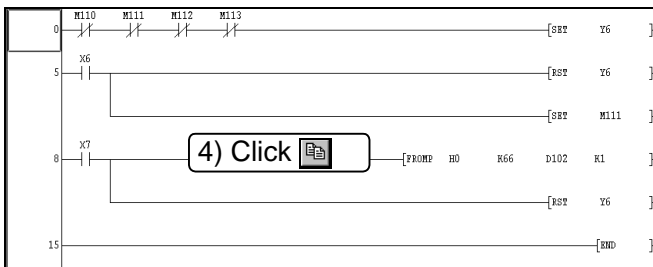 M110 M111 M112 M113
0 [SET Y6 ]
X6
5 [RST Y6 ]
[SET M111 ]
X7
8 4) Click [FROMP H0 K66 D102 K1 ]
[RST Y6 ]
15 [END ]